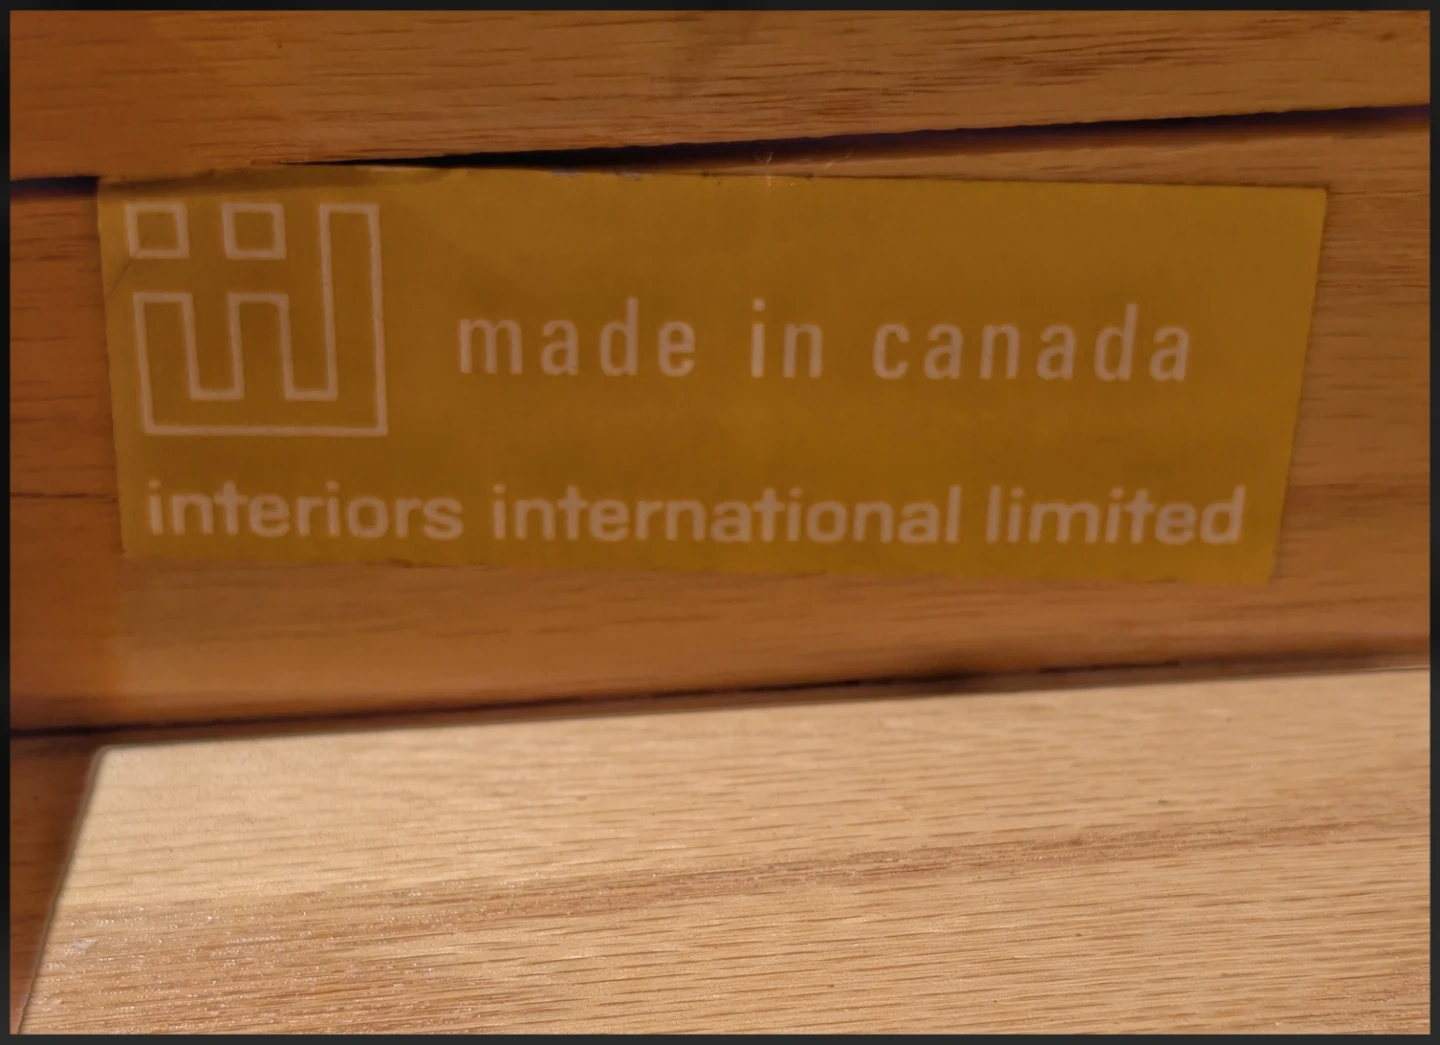 made in canada
interiors international limited